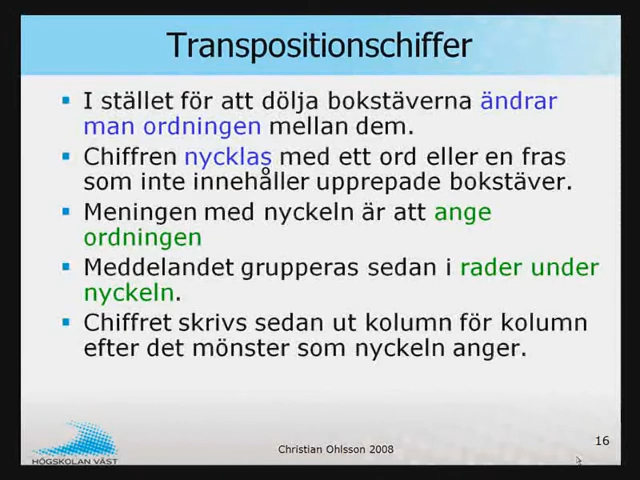 Transpositionschiffer
▪ I stället för att dölja bokstäverna ändrar
man ordningen mellan dem.
▪ Chiffren nycklas med ett ord eller en fras
som inte innehåller upprepade bokstäver.
▪ Meningen med nyckeln är att ange
ordningen
▪ Meddelandet grupperas sedan i rader under
nyckeln.
▪ Chiffret skrivs sedan ut kolumn för kolumn
efter det mönster som nyckeln anger.
HÖGSKOLAN VÄST
Christian Ohlsson 2008
16